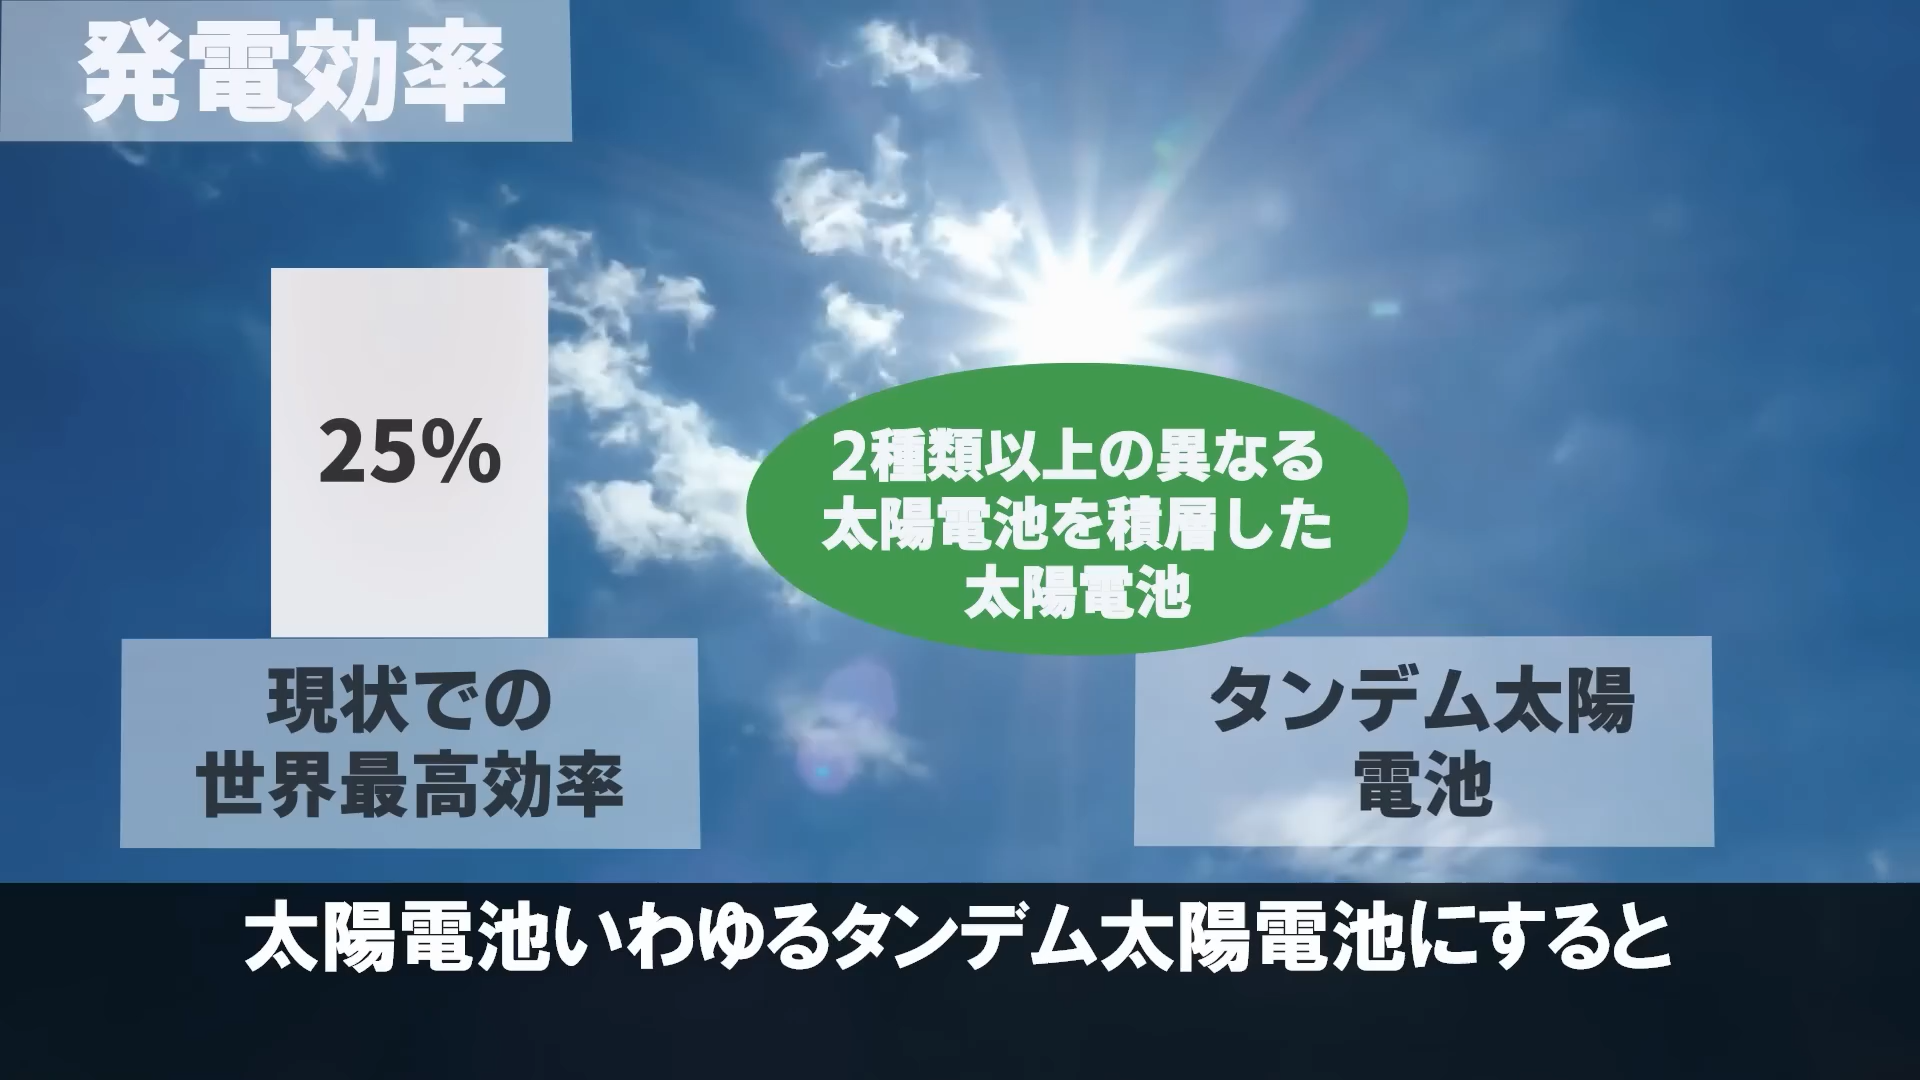 発電効率
25%
2種類以上の異なる
太陽電池を積層した
太陽電池
現状での
世界最高効率
タンデム太陽
電池
太陽電池いわゆるタンデム太陽電池にすると